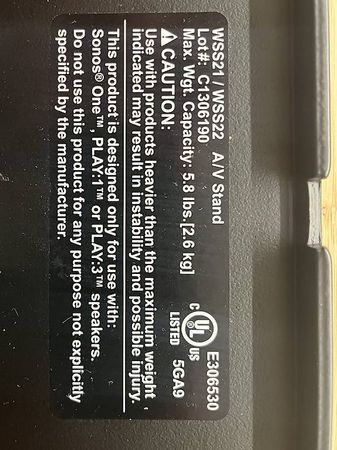 WSS21 / WSS22 A/V Stand
Lot#: C1306190
Max. Wgt. Capacity: 5.8 lbs.[2.6 kg]
⚠CAUTION:
Use with products heavier than the maximum weight
indicated may result in instability and possible injury.
This product is designed only for use with:
Sonos® One™, PLAY:1™ or PLAY:3™ speakers.
Do not use this product for any purpose not explicitly
specified by the manufacturer.
E306530
C UL US
LISTED
5GA9